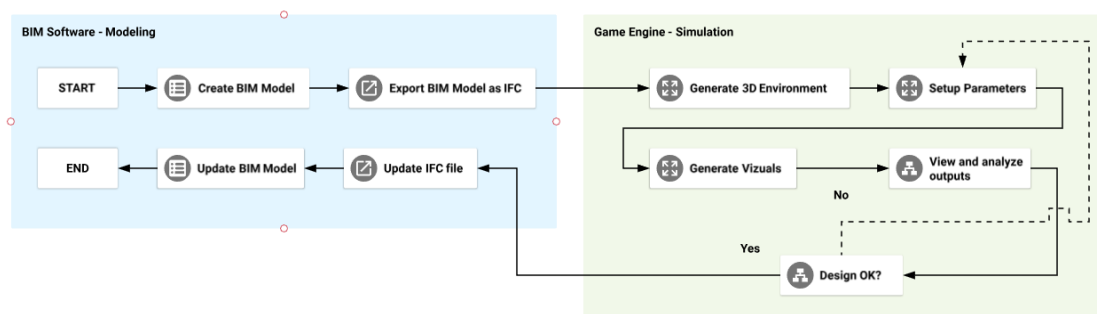 BIM Software - Modeling
START
Create BIM Model
Export BIM Model as IFC
END
Update BIM Model
Update IFC file
Game Engine - Simulation
Generate 3D Environment
Setup Parameters
Generate Vizuals
View and analyze
outputs
No
Yes
Design OK?